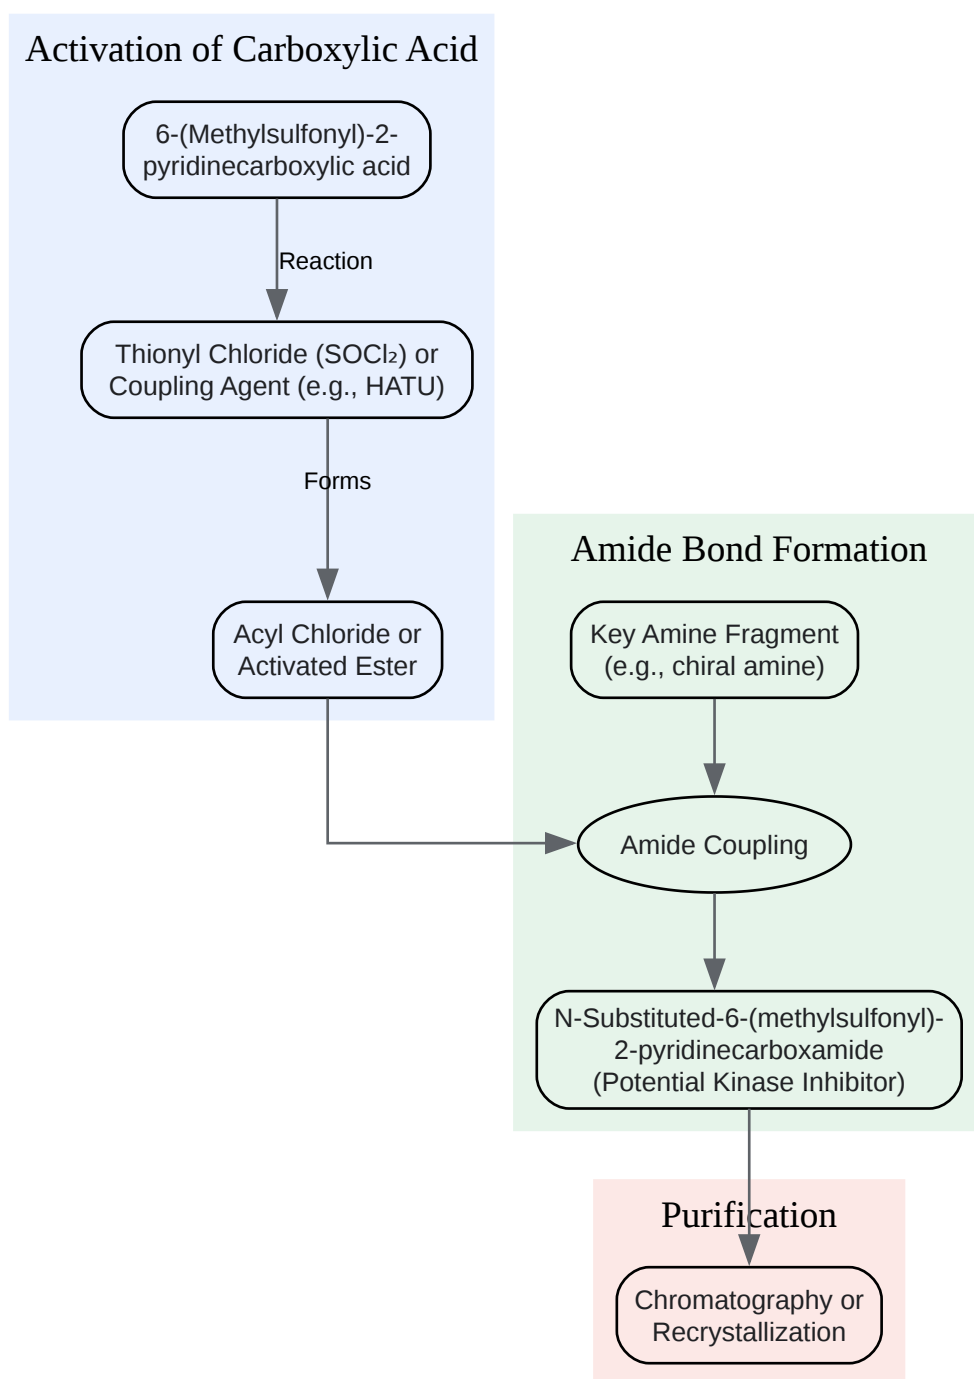 Activation of Carboxylic Acid
6-(Methylsulfonyl)-2-
pyridinecarboxylic acid
Reaction
Thionyl Chloride (SOCl₂) or
Coupling Agent (e.g., HATU)
Forms
Acyl Chloride or
Activated Ester
Amide Bond Formation
Key Amine Fragment
(e.g., chiral amine)
Amide Coupling
N-Substituted-6-(methylsulfonyl)-
2-pyridinecarboxamide
(Potential Kinase Inhibitor)
Purification
Chromatography or
Recrystallization